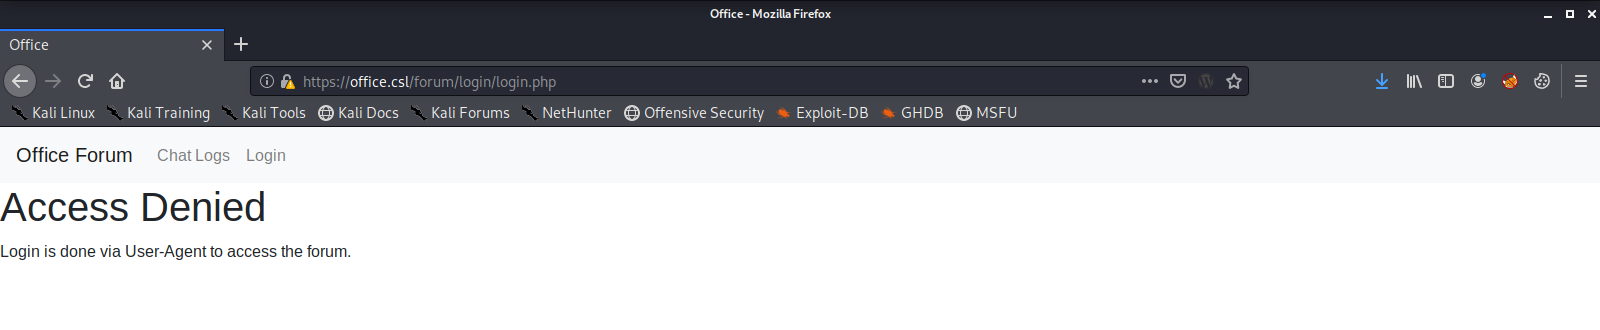 Office - Mozilla Firefox
Office
https://office.csl/forum/login/login.php
Kali Linux Kali Training Kali Tools Kali Docs Kali Forums NetHunter Offensive Security Exploit-DB GHDB MSFU
Office Forum Chat Logs Login
Access Denied
Login is done via User-Agent to access the forum.